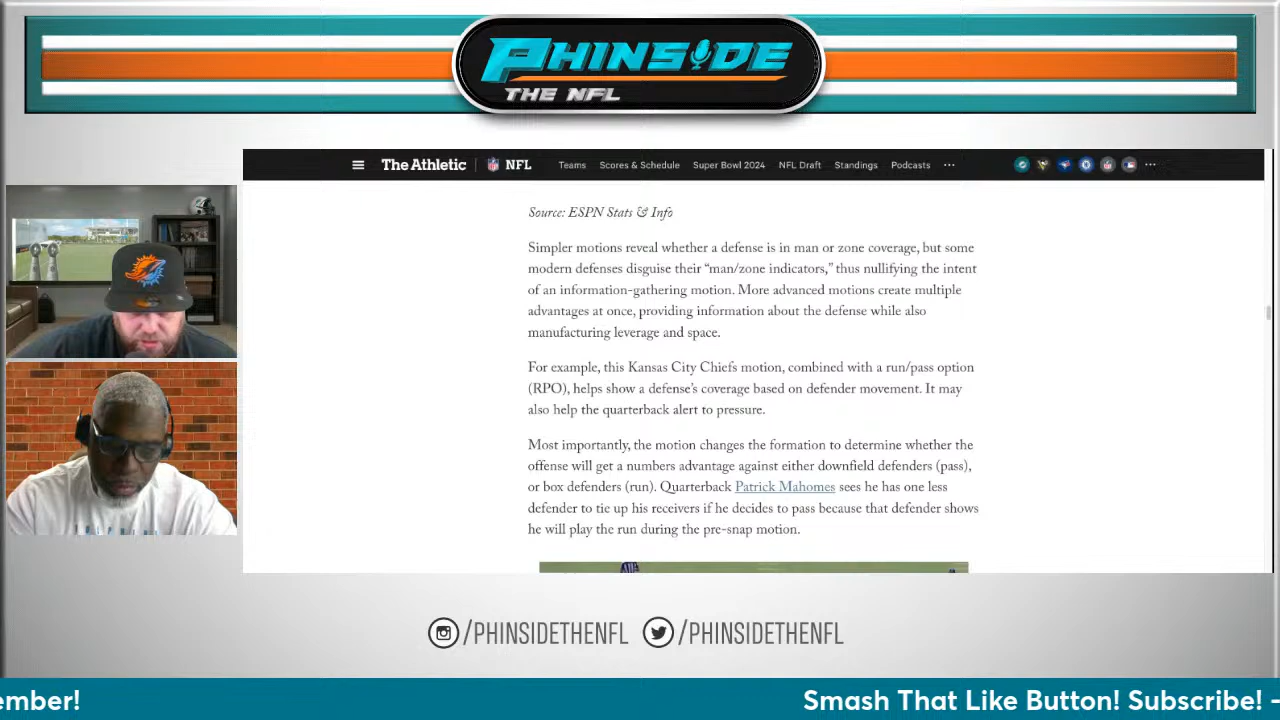 PHINSIDE
THE NFL
The Athletic
NFL
Teams
Scores & Schedule
Super Bowl 2024
NFL Draft
Standings
Podcasts
Source: ESPN Stats & Info
Simpler motions reveal whether a defense is in man or zone coverage, but some
modern defenses disguise their “man/zone indicators,” thus nullifying the intent
of an information-gathering motion. More advanced motions create multiple
advantages at once, providing information about the defense while also
manufacturing leverage and space.
For example, this Kansas City Chiefs motion, combined with a run/pass option
(RPO), helps show a defense’s coverage based on defender movement. It may
also help the quarterback alert to pressure.
Most importantly, the motion changes the formation to determine whether the
offense will get a numbers advantage against either downfield defenders (pass),
or box defenders (run). Quarterback Patrick Mahomes sees he has one less
defender to tie up his receivers if he decides to pass because that defender shows
he will play the run during the pre-snap motion.
/PHINSIDETHENFL
/PHINSIDETHENFL
ember!
Smash That Like Button! Subscribe! -